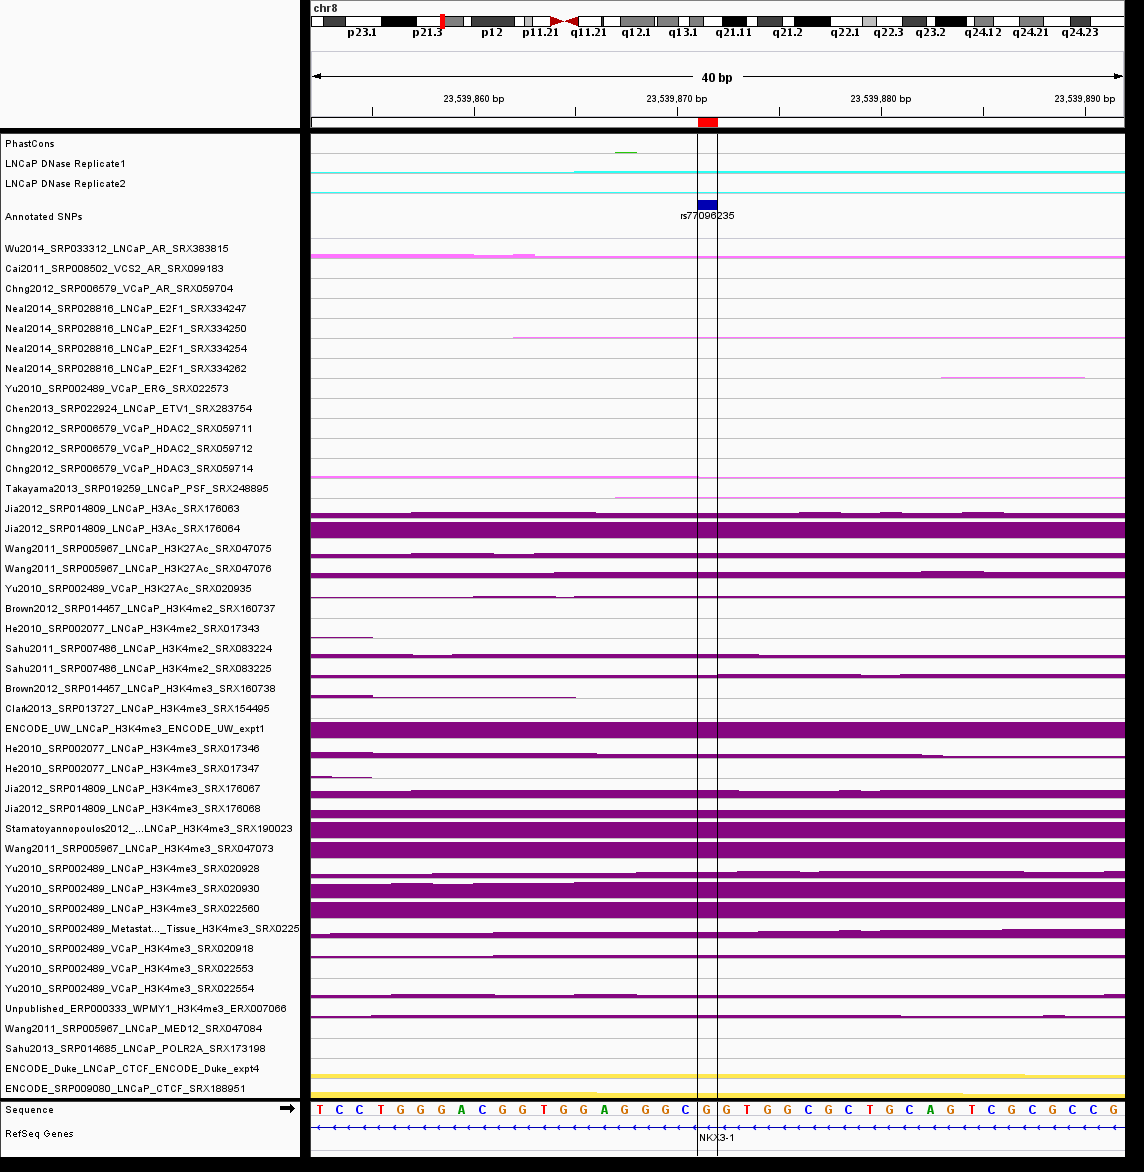 chr8
p23.1 p21.3 p12 p11.21 q11.21 q12.1 q13.1 q21.11 q21.2 q22.1 q22.3 q23.2 q24.12 q24.21 q24.23
40 bp
23,539,860 bp 23,539,870 bp 23,539,880 bp 23,539,890 bp
PhastCons
LNCaP DNase Replicate1
LNCaP DNase Replicate2
Annotated SNPs
rs77096235
Wu2014_SRP033312_LNCaP_AR_SRX383815
Cai2011_SRP008502_VCS2_AR_SRX099183
Chng2012_SRP006579_VCaP_AR_SRX059704
Neal2014_SRP028816_LNCaP_E2F1_SRX334247
Neal2014_SRP028816_LNCaP_E2F1_SRX334250
Neal2014_SRP028816_LNCaP_E2F1_SRX334254
Neal2014_SRP028816_LNCaP_E2F1_SRX334262
Yu2010_SRP002489_VCaP_ERG_SRX022573
Chen2013_SRP022924_LNCaP_ETV1_SRX283754
Chng2012_SRP006579_VCaP_HDAC2_SRX059711
Chng2012_SRP006579_VCaP_HDAC2_SRX059712
Chng2012_SRP006579_VCaP_HDAC3_SRX059714
Takayama2013_SRP019259_LNCaP_PSF_SRX248895
Jia2012_SRP014809_LNCaP_H3Ac_SRX176063
Jia2012_SRP014809_LNCaP_H3Ac_SRX176064
Wang2011_SRP005967_LNCaP_H3K27Ac_SRX047075
Wang2011_SRP005967_LNCaP_H3K27Ac_SRX047076
Yu2010_SRP002489_VCaP_H3K27Ac_SRX020935
Brown2012_SRP014457_LNCaP_H3K4me2_SRX160737
He2010_SRP002077_LNCaP_H3K4me2_SRX017343
Sahu2011_SRP007486_LNCaP_H3K4me2_SRX083224
Sahu2011_SRP007486_LNCaP_H3K4me2_SRX083225
Brown2012_SRP014457_LNCaP_H3K4me3_SRX160738
Clark2013_SRP013727_LNCaP_H3K4me3_SRX154495
ENCODE_UW_LNCaP_H3K4me3_ENCODE_UW_expt1
He2010_SRP002077_LNCaP_H3K4me3_SRX017346
He2010_SRP002077_LNCaP_H3K4me3_SRX017347
Jia2012_SRP014809_LNCaP_H3K4me3_SRX176067
Jia2012_SRP014809_LNCaP_H3K4me3_SRX176068
Stamatoyannopoulos2012_...LNCaP_H3K4me3_SRX190023
Wang2011_SRP005967_LNCaP_H3K4me3_SRX047073
Yu2010_SRP002489_LNCaP_H3K4me3_SRX020928
Yu2010_SRP002489_LNCaP_H3K4me3_SRX020930
Yu2010_SRP002489_LNCaP_H3K4me3_SRX022560
Yu2010_SRP002489_Metastat..._Tissue_H3K4me3_SRX0225
Yu2010_SRP002489_VCaP_H3K4me3_SRX020918
Yu2010_SRP002489_VCaP_H3K4me3_SRX022553
Yu2010_SRP002489_VCaP_H3K4me3_SRX022554
Unpublished_ERP000333_WPMY1_H3K4me3_ERX007066
Wang2011_SRP005967_LNCaP_MED12_SRX047084
Sahu2013_SRP014685_LNCaP_POLR2A_SRX173198
ENCODE_Duke_LNCaP_CTCF_ENCODE_Duke_expt4
ENCODE_SRP009080_LNCaP_CTCF_SRX188951
Sequence T C C T G G G A C G G T G G A G G G C G G T G G C G C T G C A G T C G C G C C G
RefSeq Genes
NKX3-1